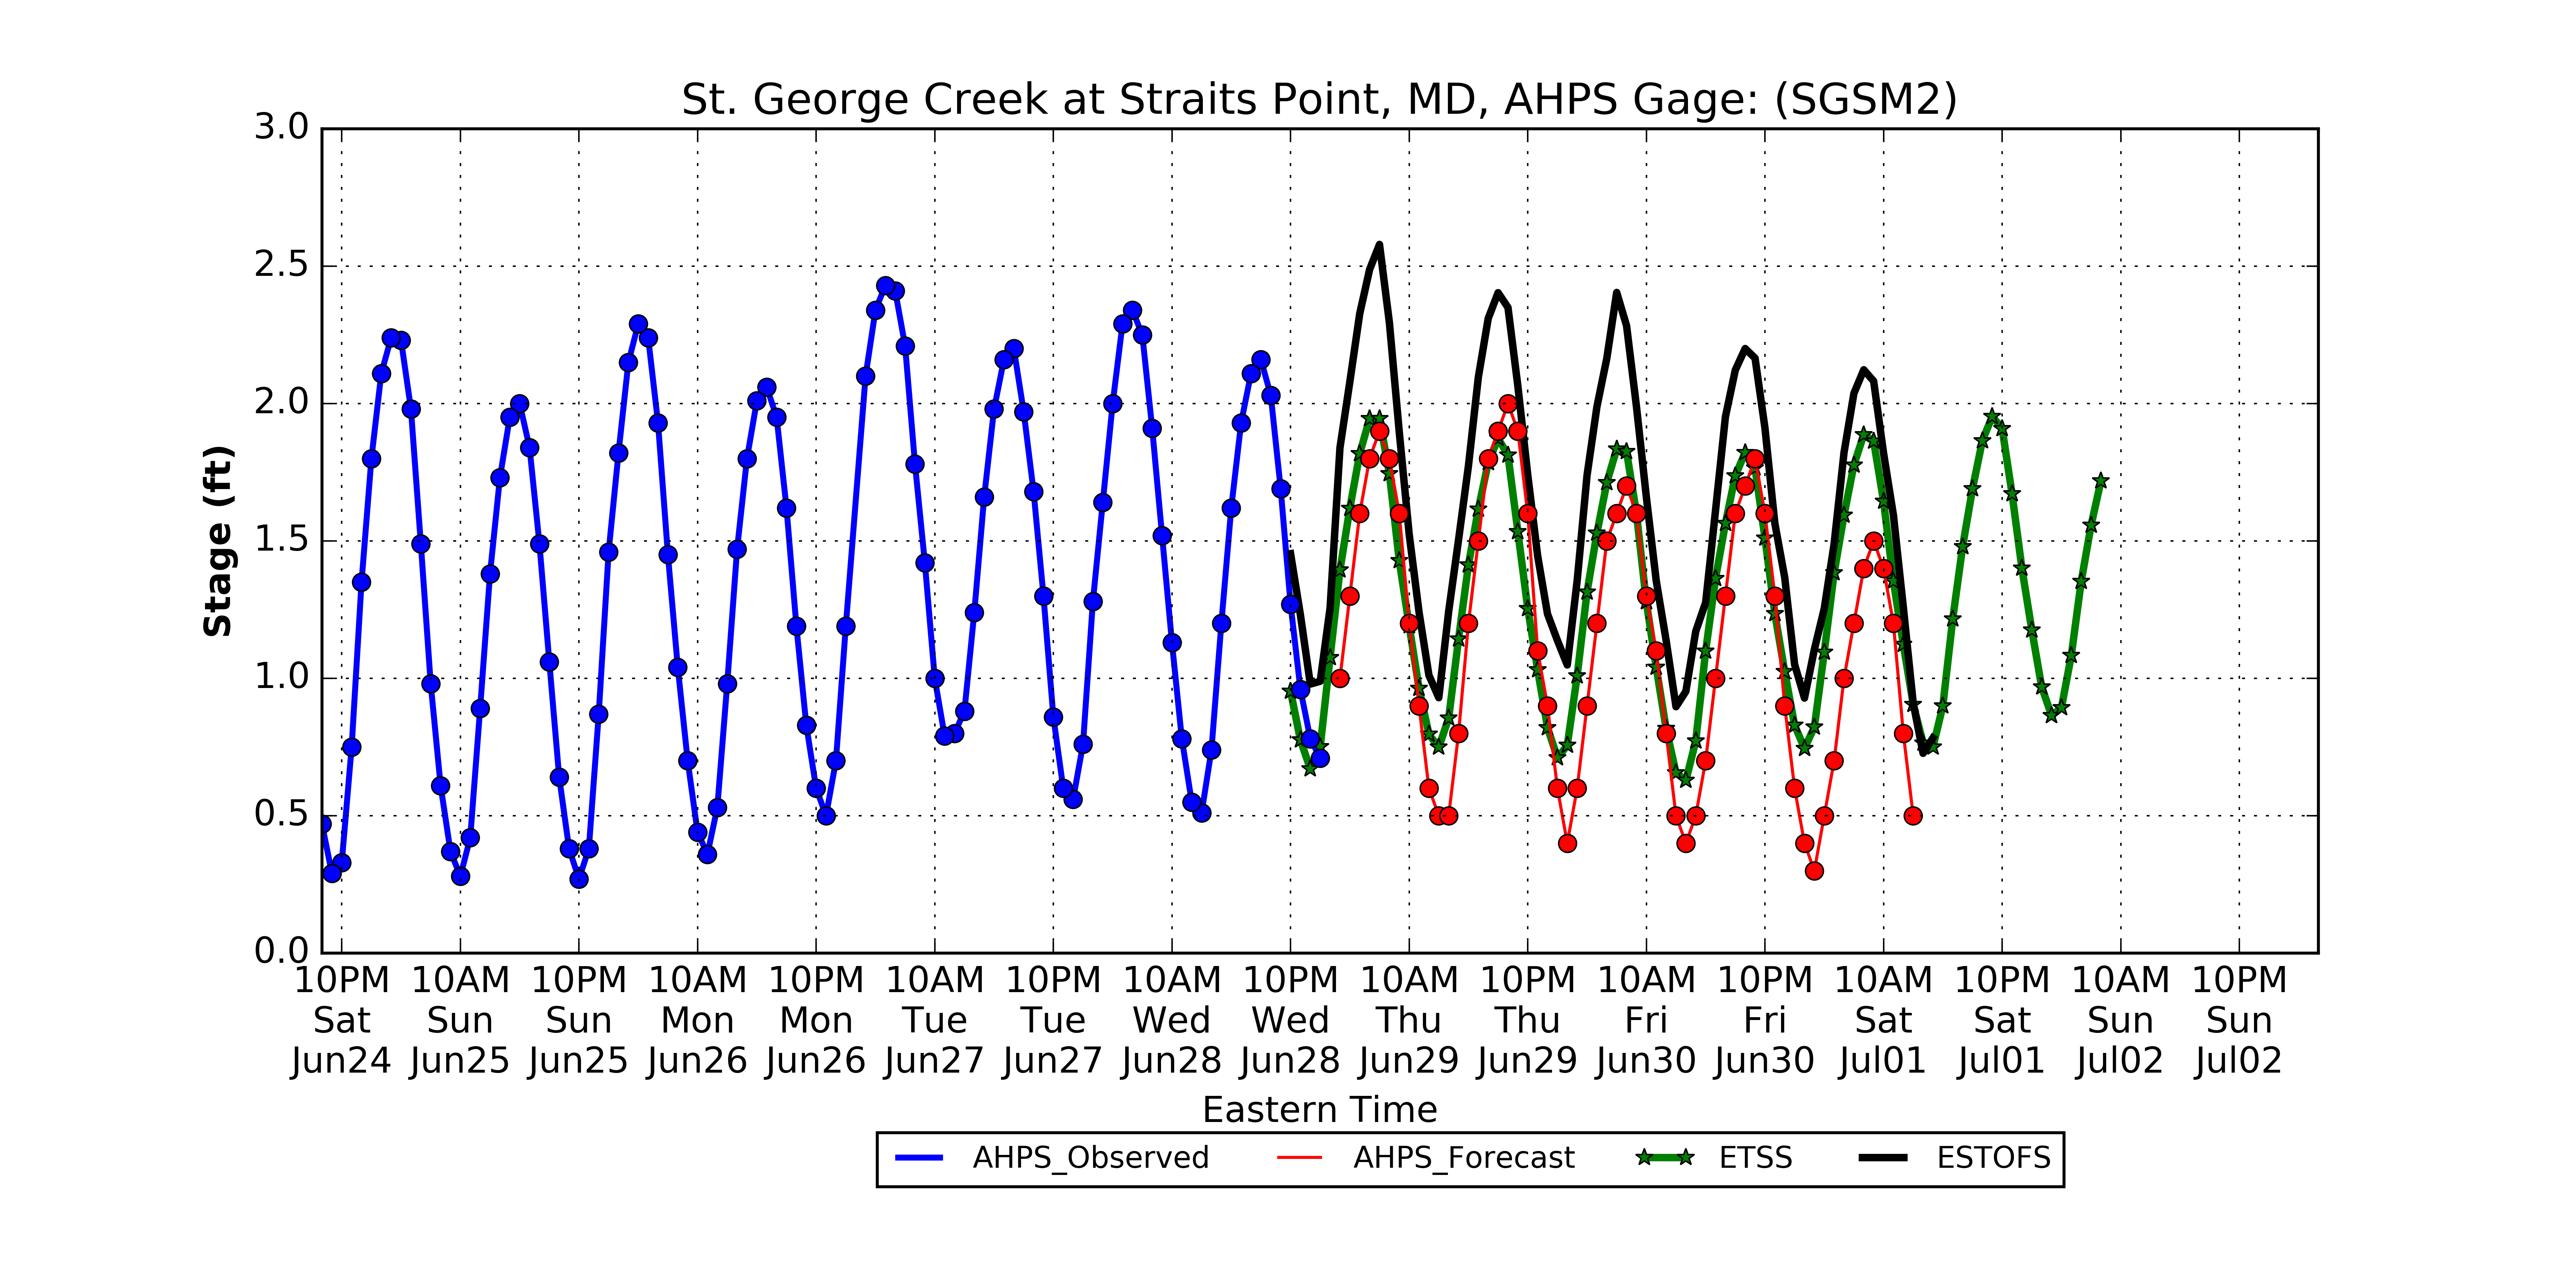 St. George Creek at Straits Point, MD, AHPS Gage: (SGSM2)
3.0
2.5
2.0
1.5
1.0
0.5
0.0
Stage (ft)
10PM 10AM 10PM 10AM 10PM 10AM 10PM 10AM 10PM 10AM 10PM 10AM 10PM 10AM 10PM 10AM 10PM
Sat Sun Sun Mon Mon Tue Tue Wed Wed Thu Thu Fri Fri Sat Sat Sun Sun
Jun24 Jun25 Jun25 Jun26 Jun26 Jun27 Jun27 Jun28 Jun28 Jun29 Jun29 Jun30 Jun30 Jul01 Jul01 Jul02 Jul02
Eastern Time
AHPS_Observed AHPS_Forecast ETSS ESTOFS